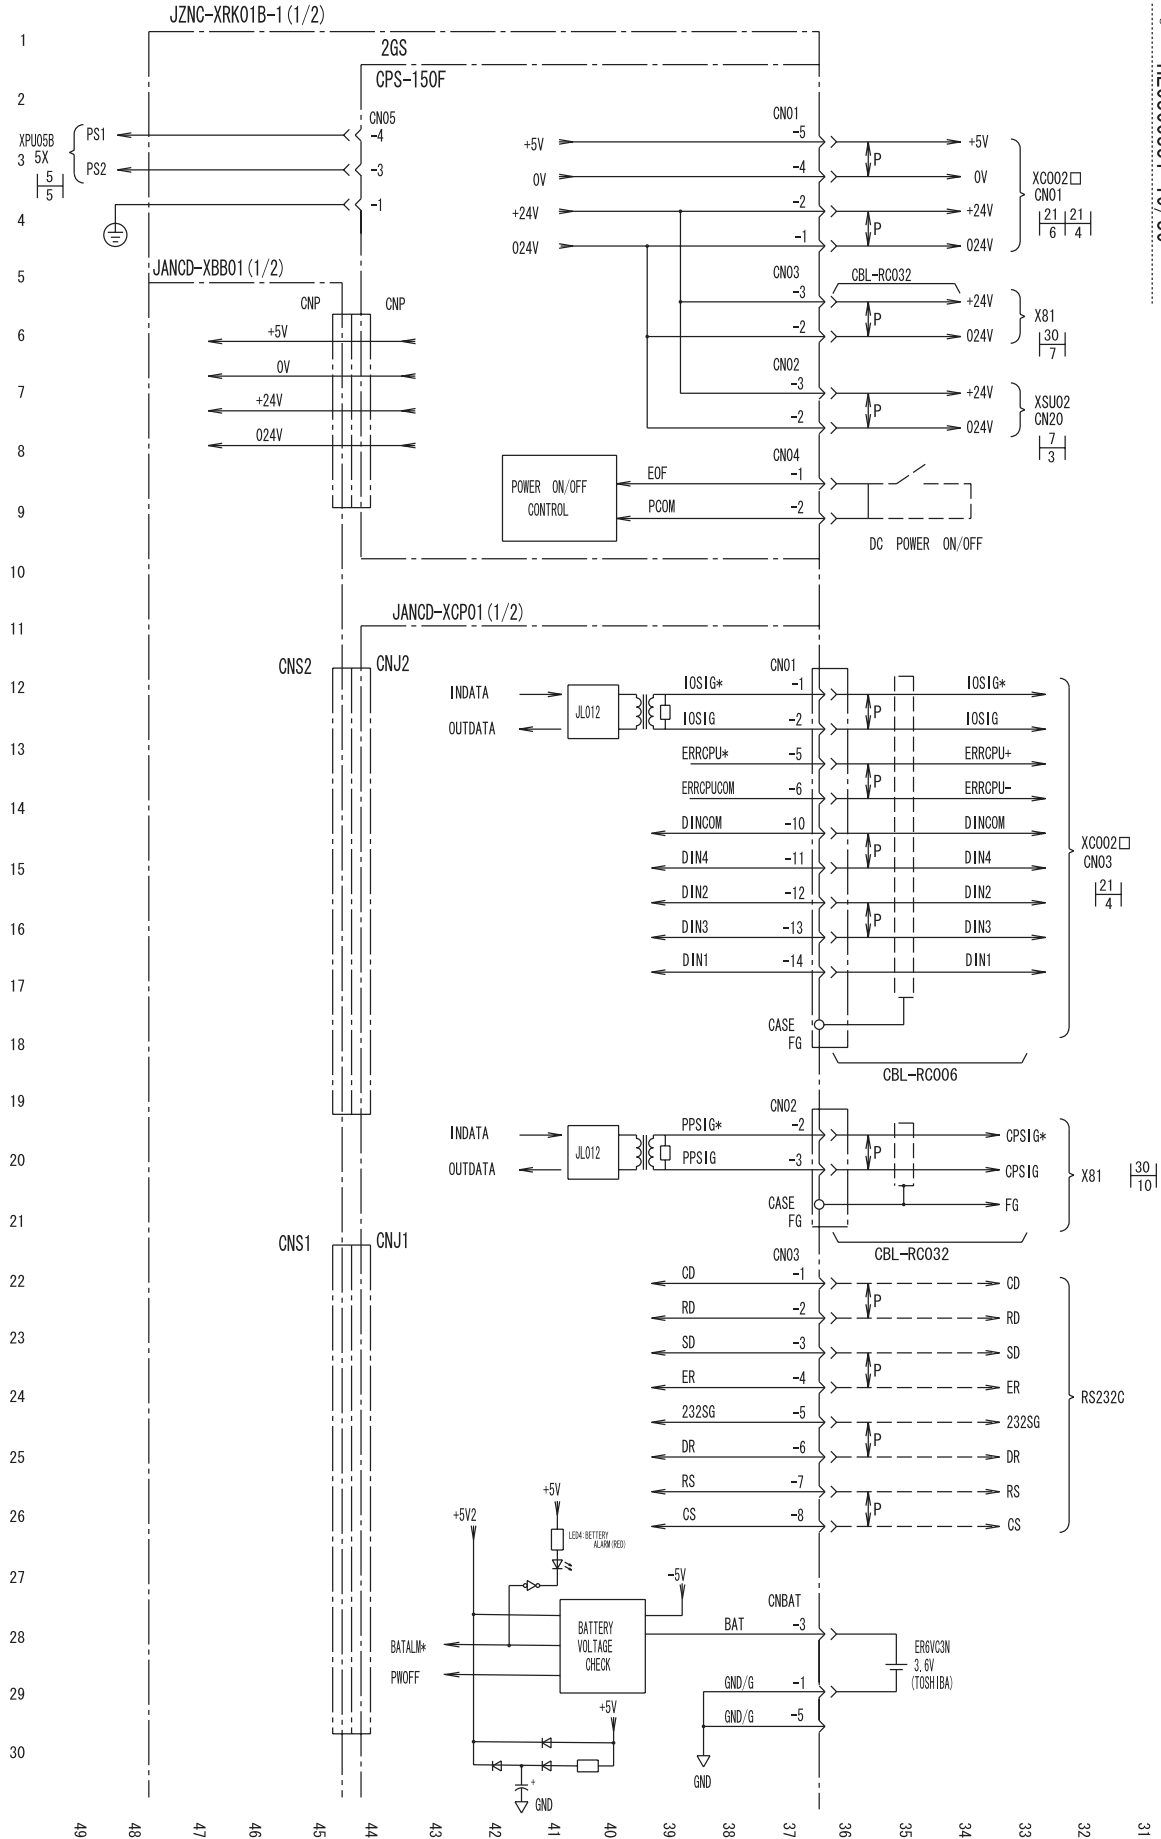 JZNC-XRK01B-1(1/2)
1
2GS
CPS-150F
2
CN05
CN01
XPU05B
PS1
-4
+5V
-5
P
+5V
3
5X
PS2
-3
0V
-4
0V
XC002□
CN01
5
5
-1
+24V
-2
P
+24V
21
6
21
4
4
024V
-1
024V
5
JANCD-XBB01(1/2)
CN03
CBL-RC032
CNP
CNP
-3
P
+24V
X81
6
+5V
-2
024V
30
7
0V
CN02
7
-3
P
+24V
XSU02
CN20
+24V
-2
024V
7
3
8
024V
CN04
POWER ON/OFF
CONTROL
EOF
-1
9
PCOM
-2
DC POWER ON/OFF
10
11
JANCD-XCP01(1/2)
CNS2
CNJ2
CN01
12
INDATA
JL012
IOSIG*
-1
P
IOSIG*
OUTDATA
IOSIG
-2
IOSIG
13
ERRCPU*
-5
P
ERRCPU+
14
ERRCPUCOM
-6
ERRCPU-
DINCOM
-10
P
DINCOM
XC002□
CN03
15
DIN4
-11
DIN4
21
4
DIN2
-12
P
DIN2
16
DIN3
-13
DIN3
17
DIN1
-14
DIN1
CASE
FG
18
CBL-RC006
19
CN02
INDATA
JL012
PPSIG*
-2
P
CPSIG*
20
OUTDATA
PPSIG
-3
CPSIG
X81
30
10
21
CASE
FG
FG
CNS1
CNJ1
CBL-RC032
CN03
22
CD
-1
P
CD
RD
-2
RD
23
SD
-3
P
SD
24
ER
-4
ER
RS232C
232SG
-5
P
232SG
25
DR
-6
DR
RS
-7
P
RS
26
+5V2
+5V
CS
-8
CS
LED4:BETTERY
ALARM(RED)
27
-5V
CNBAT
BATTERY
VOLTAGE
CHECK
BAT
-3
28
BATALM*
ER6VC3N
3.6V
(TOSHIBA)
PWOFF
29
GND/G
-1
+5V
GND/G
-5
30
GND
+
GND
49
48
47
46
45
44
43
42
41
40
39
38
37
36
35
34
33
32
31